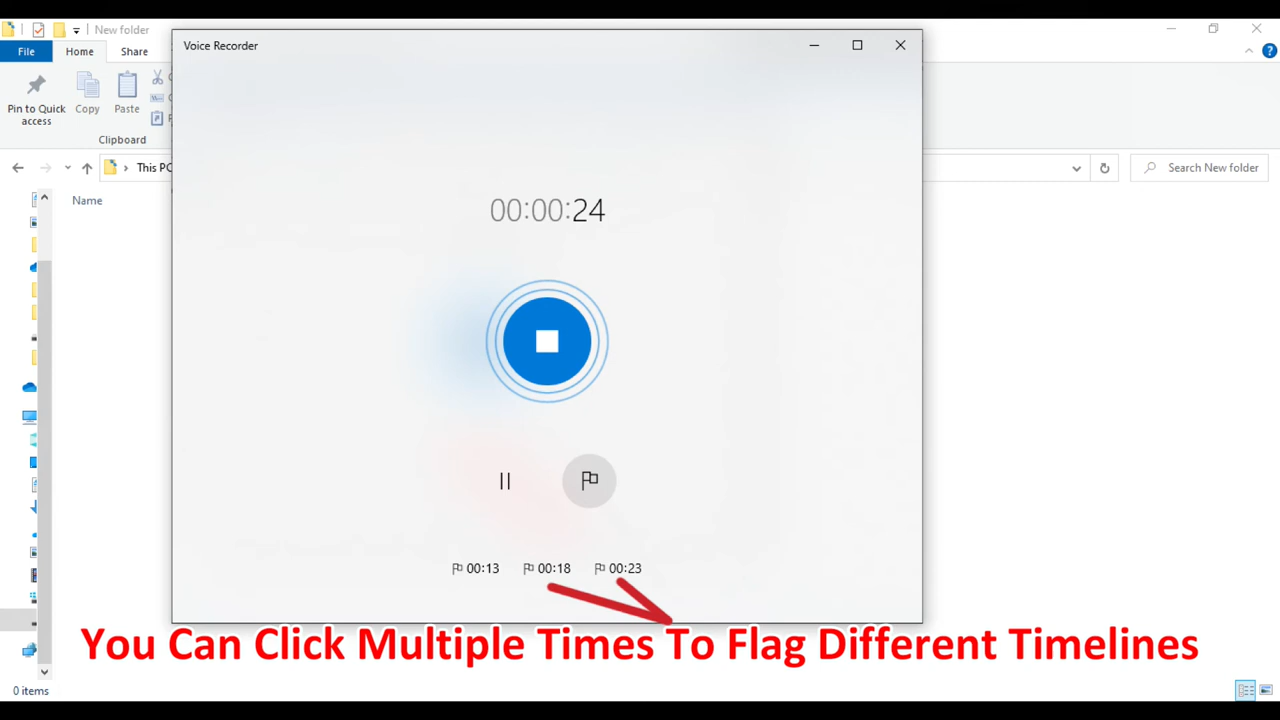 New folder
Voice Recorder
File
Home
Share
Pin to Quick
access
Copy
Paste
Clipboard
This PC
Search New folder
Name
00:00:24
00:13
00:18
00:23
You Can Click Multiple Times To Flag Different Timelines
0 items